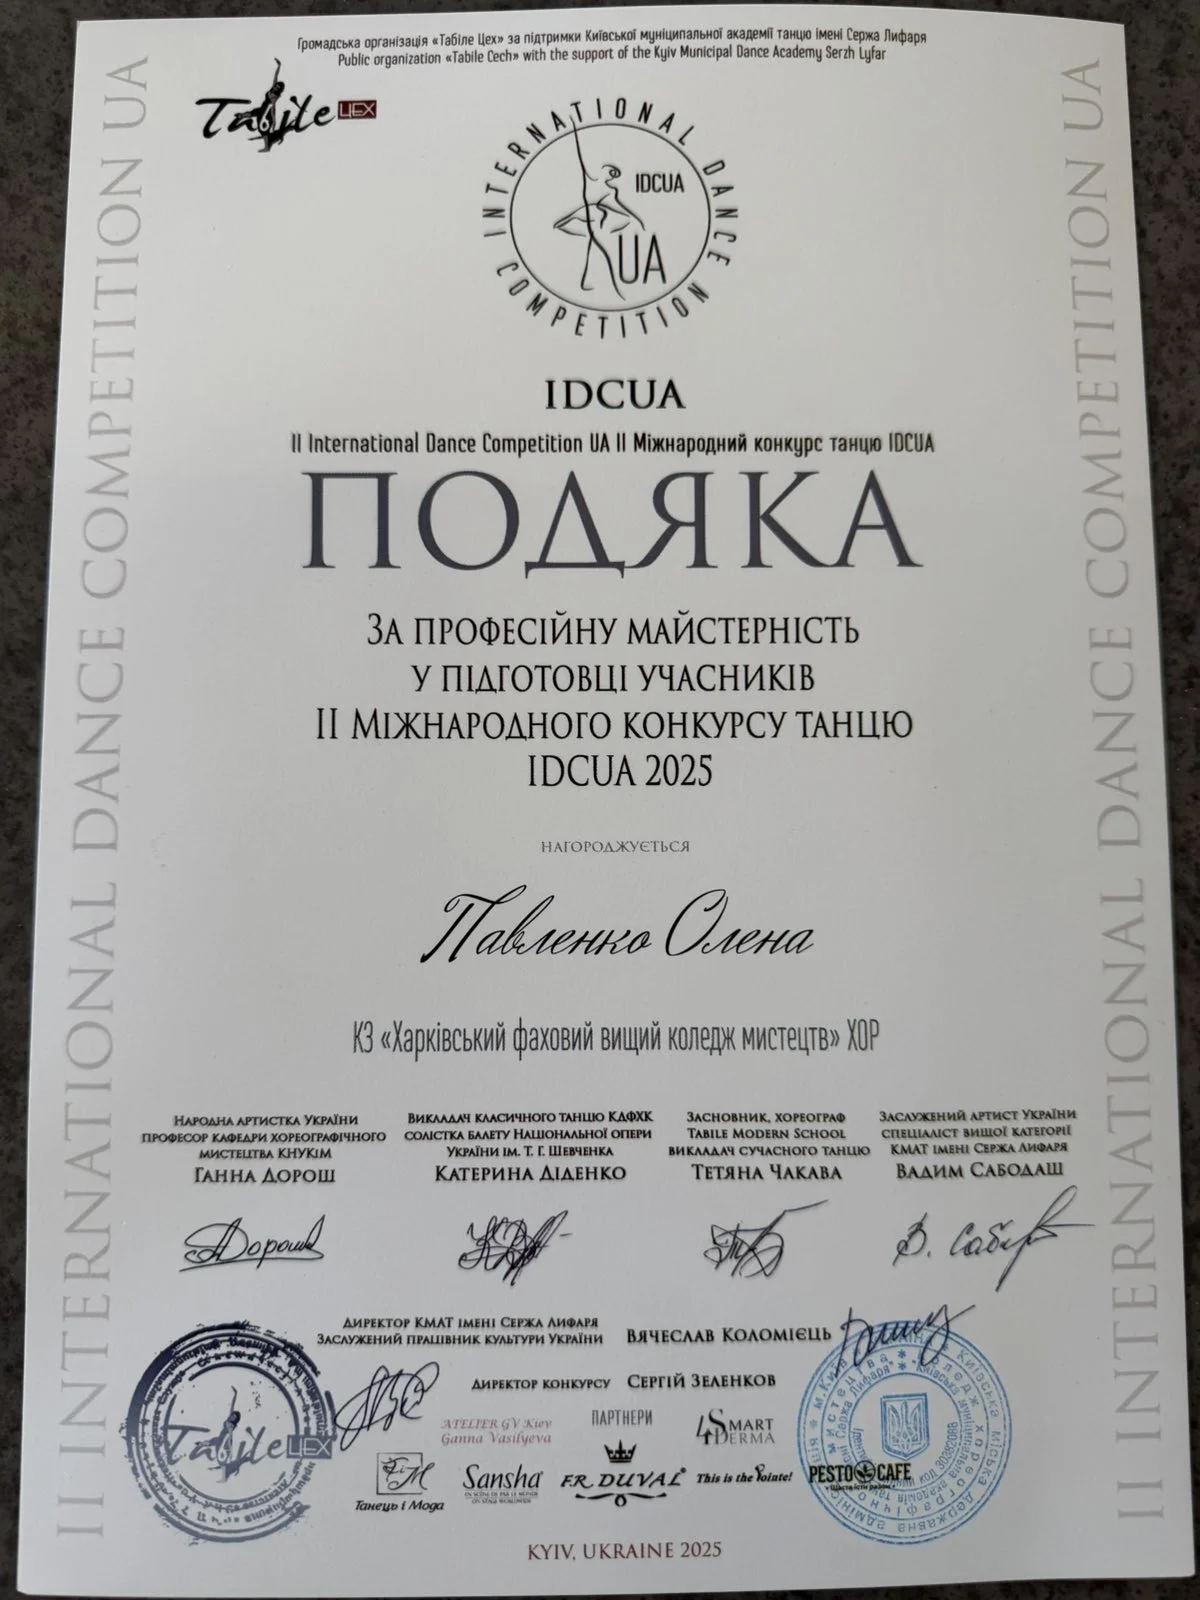 Громадська організація «Табіле Цех» за підтримки Київської муніципальної академії танцю імені Сержа Лифаря
Public organization «Tabile Cech» with the support of the Kyiv Municipal Dance Academy Serzh Lyfar
Tabile ЦЕХ
INTERNATIONAL DANCE COMPETITION
IDCUA
UA
IDCUA
II International Dance Competition UA II Міжнародний конкурс танцю IDCUA
ПОДЯКА
За професійну майстерність
у підготовці учасників
II Міжнародного конкурсу танцю
IDCUA 2025
нагороджується
Павленко Олена
КЗ «Харківський фаховий вищий коледж мистецтв» ХОР
Народна артистка України
професор кафедри хореографічного
мистецтва КНУКіМ
Ганна Дорош
Викладач класичного танцю КДФХК
солістка балету Національної опери
України ім. Т. Г. Шевченка
Катерина Діденко
Засновник, хореограф
Tabile Modern School
викладач сучасного танцю
Тетяна Чакава
Заслужений артист України
спеціаліст вищої категорії
КМАТ імені Сержа Лифаря
Вадим Сабодаш
Директор КМАТ імені Сержа Лифаря
Заслужений працівник культури України
Вячеслав Коломієць
Директор конкурсу Сергій Зеленков
ПАРТНЕРИ
ATELIER GV Kiev
Ganna Vasilyeva
4SMART
DERMA
Танець і Мода
Sansha
F.R. DUVAL
This is the Pointe!
PESTO CAFE
Щастя їсти разом
Tabile ЦЕХ
KYIV, UKRAINE 2025
II INTERNATIONAL DANCE COMPETITION UA
II INTERNATIONAL DANCE COMPETITION UA